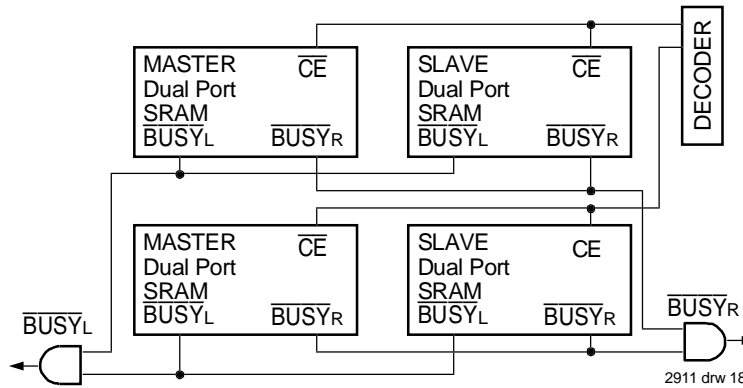 MASTER
Dual Port
SRAM
BUSYL
CE
BUSYR
SLAVE
Dual Port
SRAM
BUSYL
CE
BUSYR
DECODER
MASTER
Dual Port
SRAM
BUSYL
CE
BUSYR
SLAVE
Dual Port
SRAM
BUSYL
CE
BUSYR
BUSYL
BUSYR
2911 drw 18